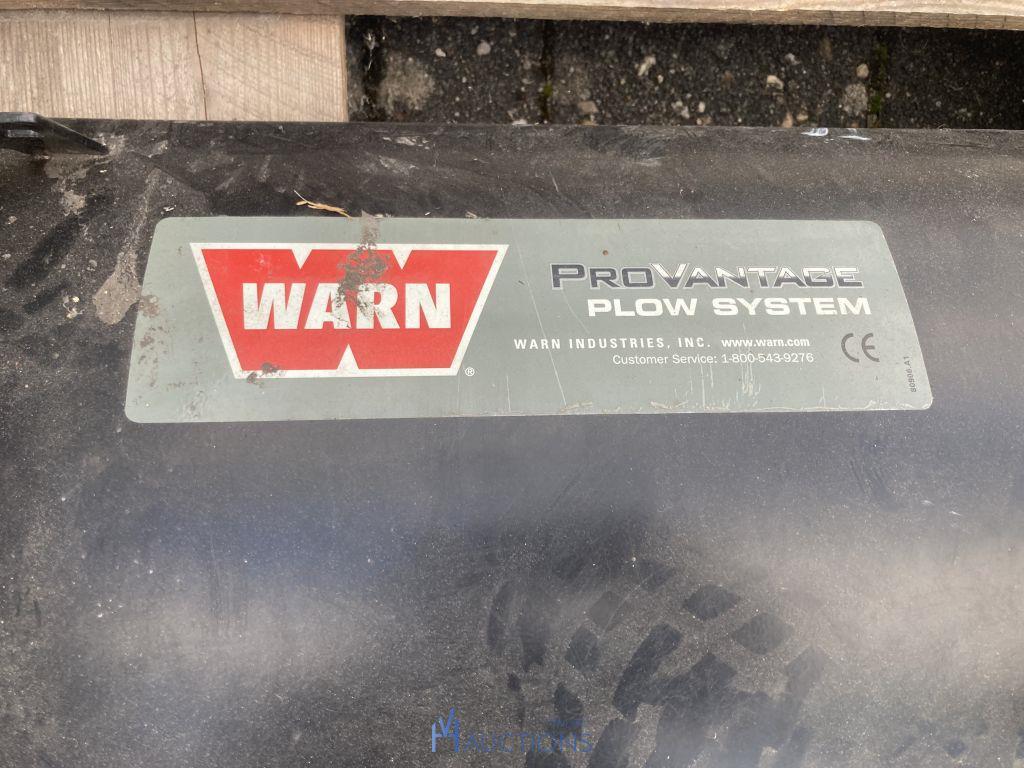 WARN
®
PROVANTAGE
PLOW SYSTEM
WARN INDUSTRIES, INC. www.warn.com
Customer Service: 1-800-543-9276
CE
80906 A1
AUCTIONS